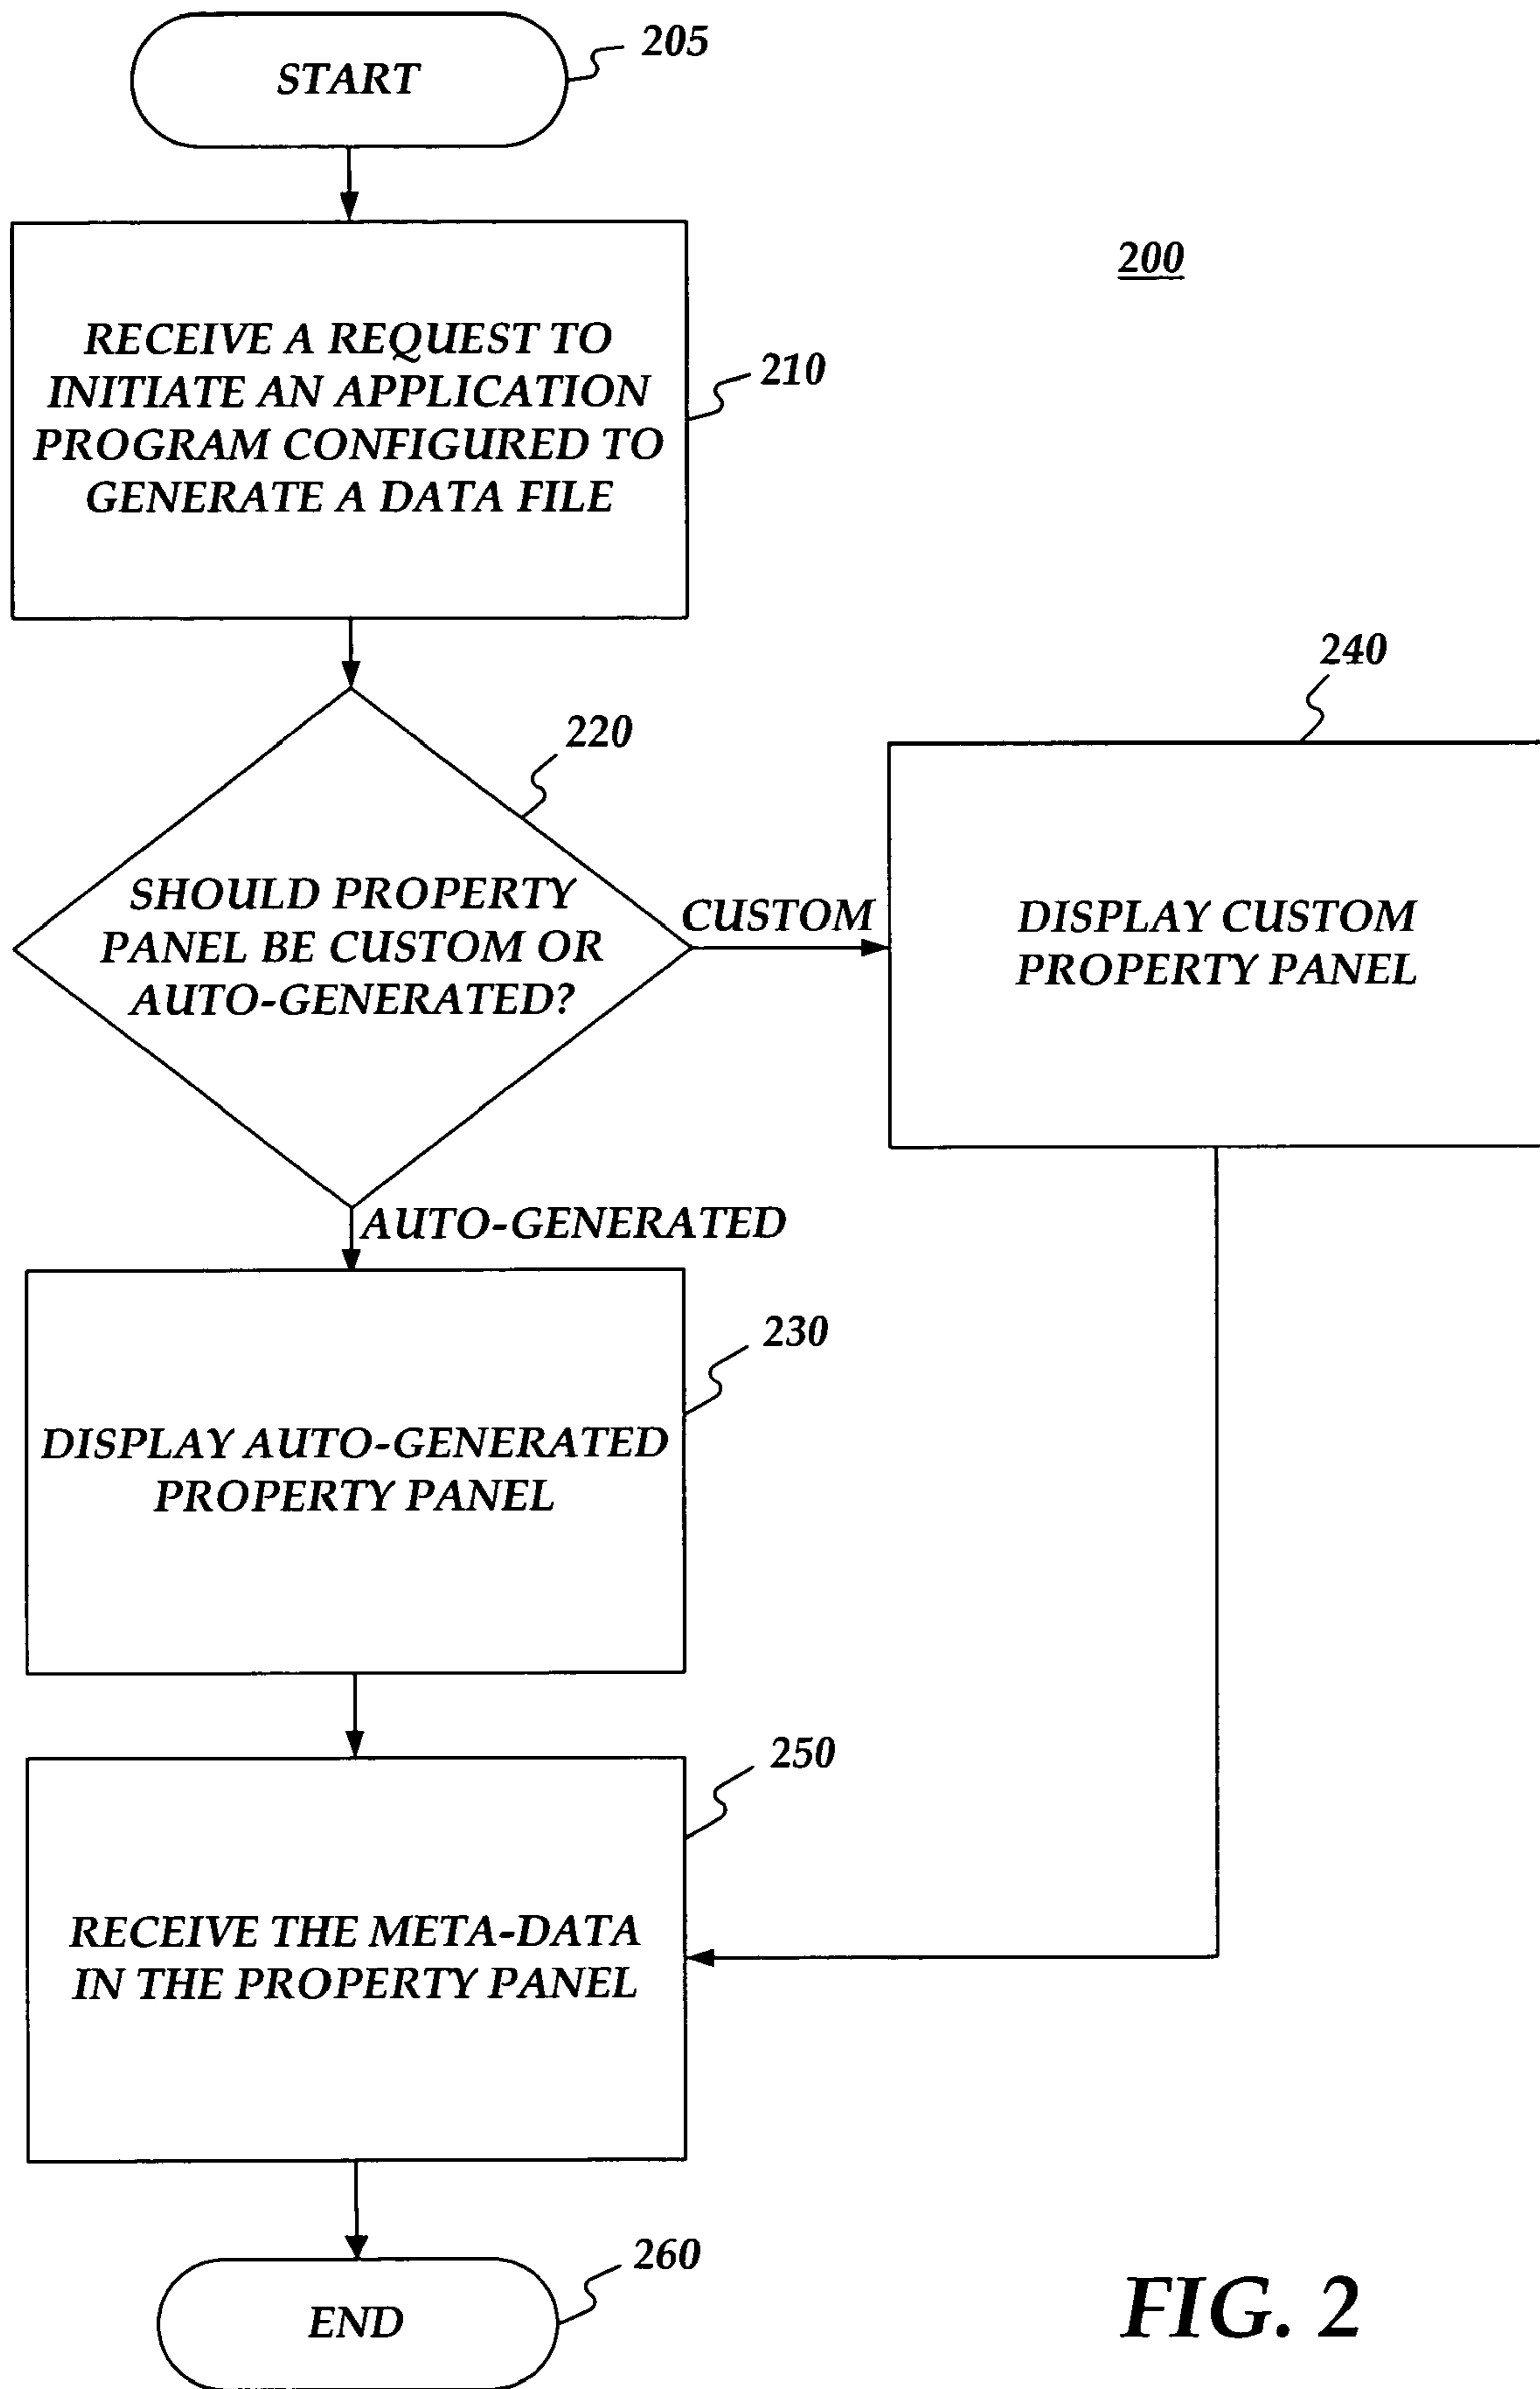 START
205
200
RECEIVE A REQUEST TO
INITIATE AN APPLICATION
PROGRAM CONFIGURED TO
GENERATE A DATA FILE
210
220
240
SHOULD PROPERTY
PANEL BE CUSTOM OR
AUTO-GENERATED?
CUSTOM
DISPLAY CUSTOM
PROPERTY PANEL
AUTO-GENERATED
230
DISPLAY AUTO-GENERATED
PROPERTY PANEL
250
RECEIVE THE META-DATA
IN THE PROPERTY PANEL
260
END
FIG. 2